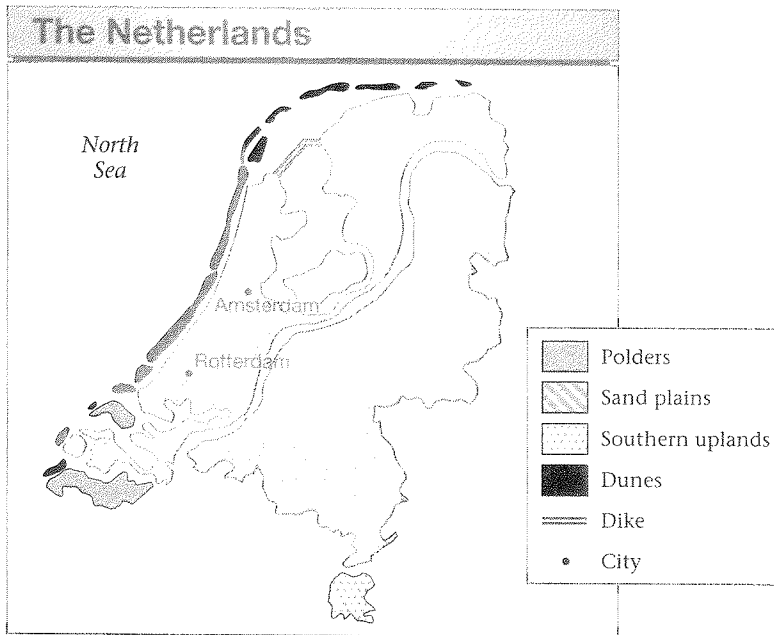 The Netherlands
North
Sea
Amsterdam
Rotterdam
Polders
Sand plains
Southern uplands
Dunes
Dike
City